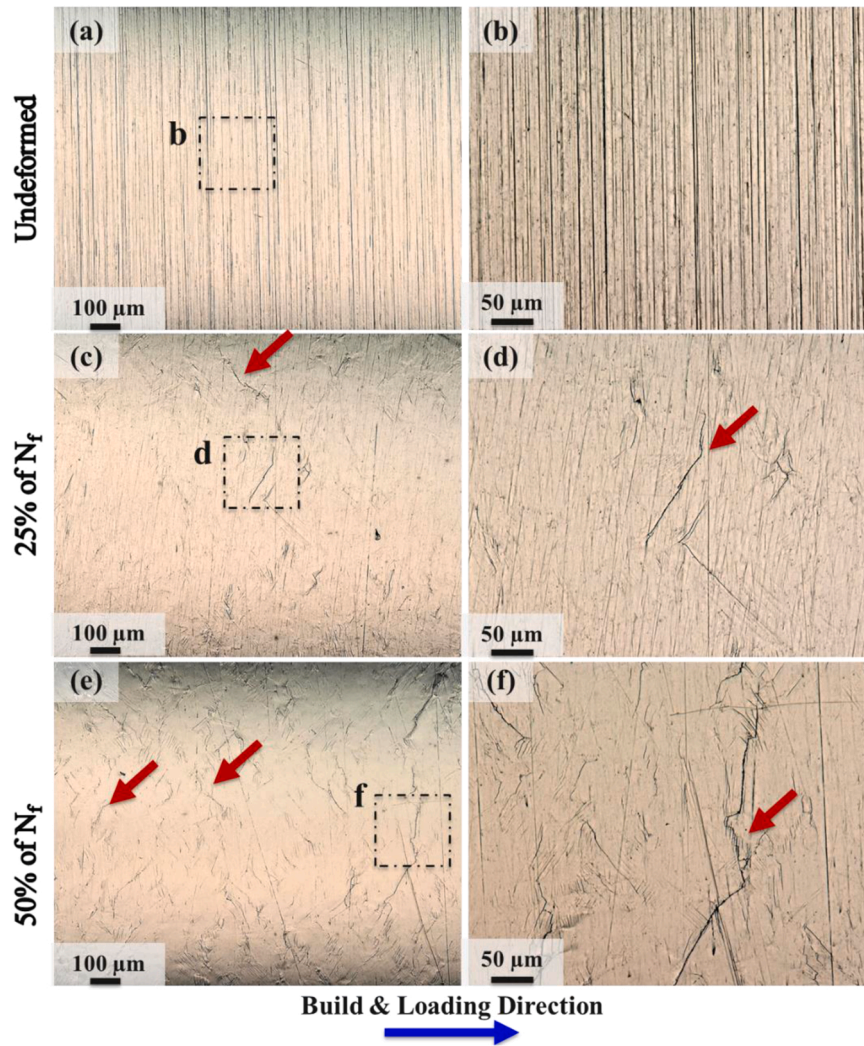 (a)
(b)
Undeformed
b
100 µm
50 µm
(c)
(d)
25% of Nf
d
100 µm
50 µm
(e)
(f)
50% of Nf
f
100 µm
50 µm
Build & Loading Direction